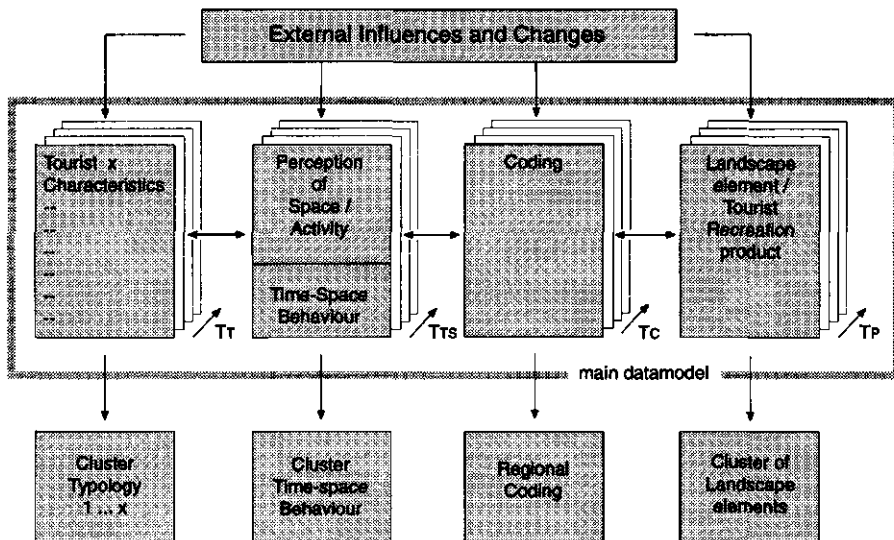 External Influences and Changes
Tourist x
Characteristics
--
--
--
--
--
--
TT
Perception
of
Space /
Activity
Time-Space
Behaviour
TTS
Coding
TC
Landscape
element /
Tourist
Recreation
product
TP
main datamodel
Cluster
Typology
1 ... x
Cluster
Time-space
Behaviour
Regional
Coding
Cluster of
Landscape
elements